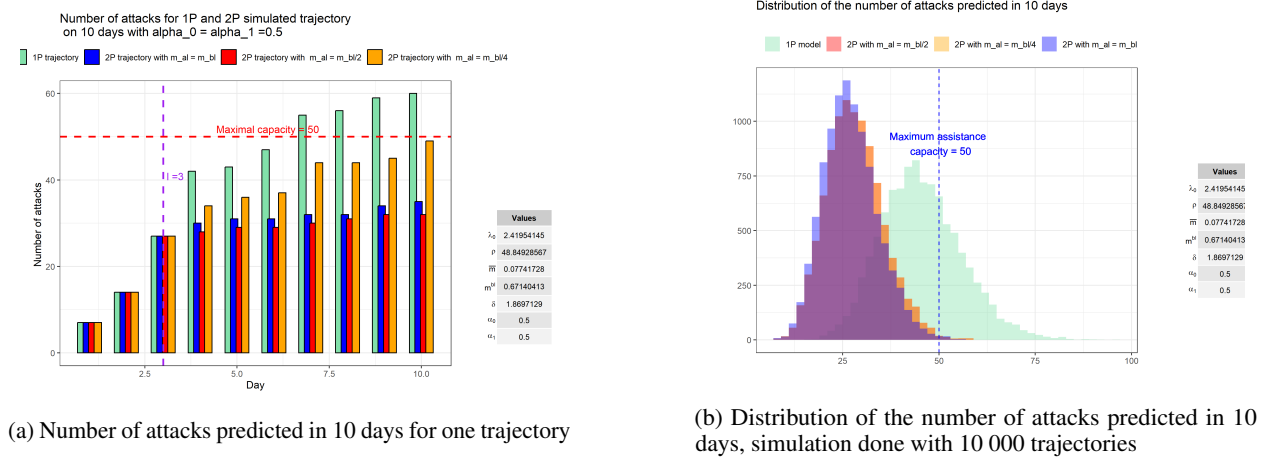 Number of attacks for 1P and 2P simulated trajectory
on 10 days with alpha_0 = alpha_1 =0.5
1P trajectory 2P trajectory with m_al = m_bl 2P trajectory with m_al = m_bl/2 2P trajectory with m_al = m_bl/4
60
40
20
0
Number of attacks
Maximal capacity = 50
l =3
2.5 5.0 7.5 10.0
Day
Values
λ₀ 2.41954145
ρ 48.84928567
m̅ 0.07741728
mᵇˡ 0.67140413
δ 1.8697129
α₀ 0.5
α₁ 0.5
(a) Number of attacks predicted in 10 days for one trajectory
Distribution of the number of attacks predicted in 10 days
1P model 2P with m_al = m_bl/2 2P with m_al = m_bl/4 2P with m_al = m_bl
1000
750
500
250
0
Maximum assistance
capacity = 50
25 50 75 100
Values
λ₀ 2.41954145
ρ 48.84928567
m̅ 0.07741728
mᵇˡ 0.67140413
δ 1.8697129
α₀ 0.5
α₁ 0.5
(b) Distribution of the number of attacks predicted in 10
days, simulation done with 10 000 trajectories